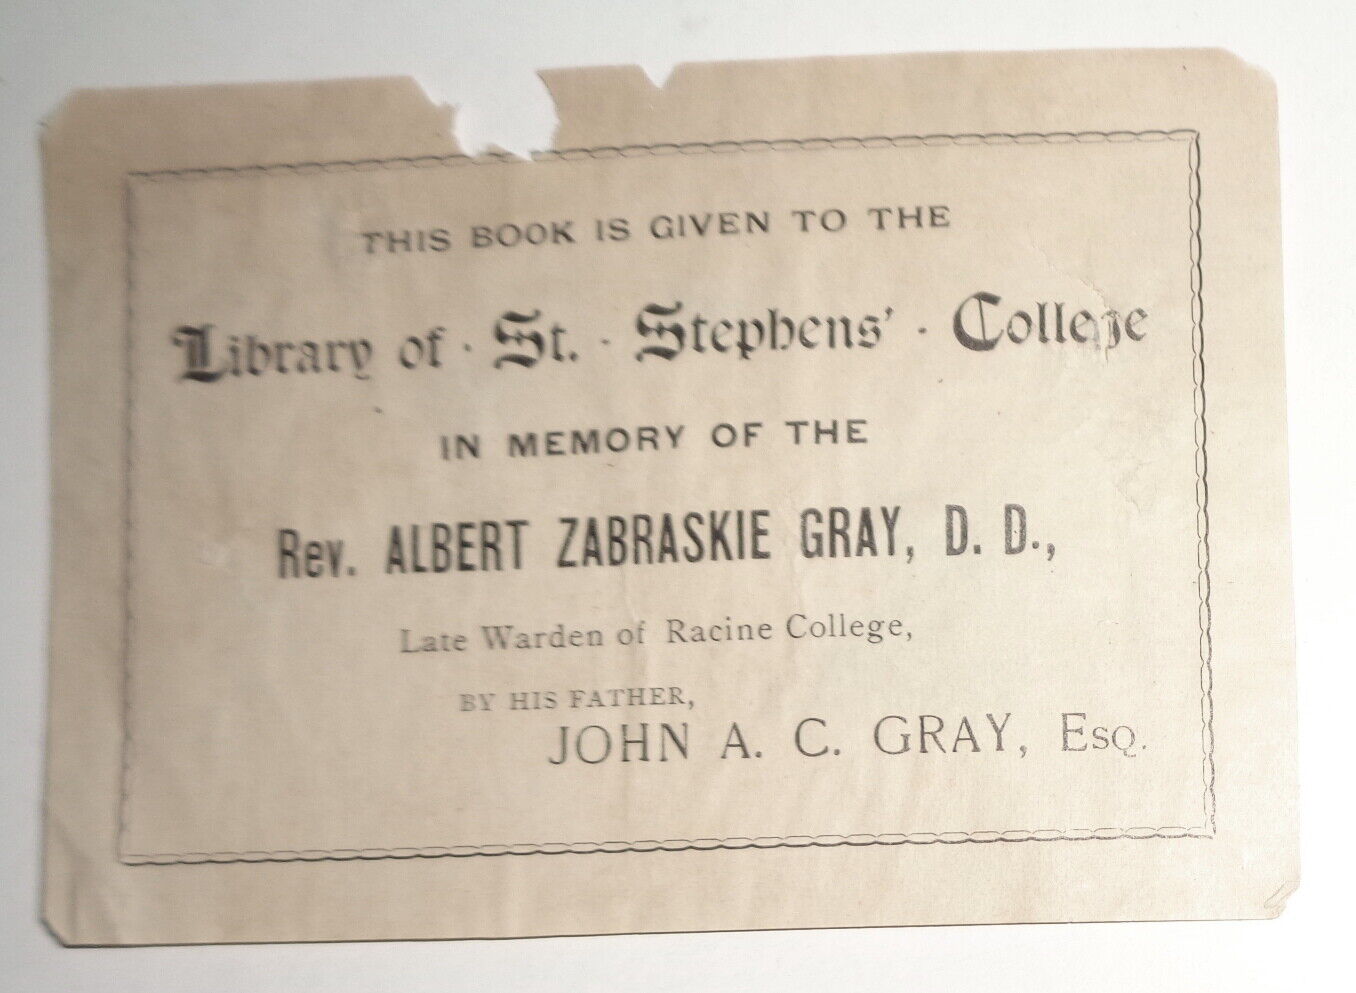 THIS BOOK IS GIVEN TO THE
Library of · St. · Stephens' · College
IN MEMORY OF THE
Rev. ALBERT ZABRASKIE GRAY, D. D.,
Late Warden of Racine College,
BY HIS FATHER,
JOHN A. C. GRAY, Esq.